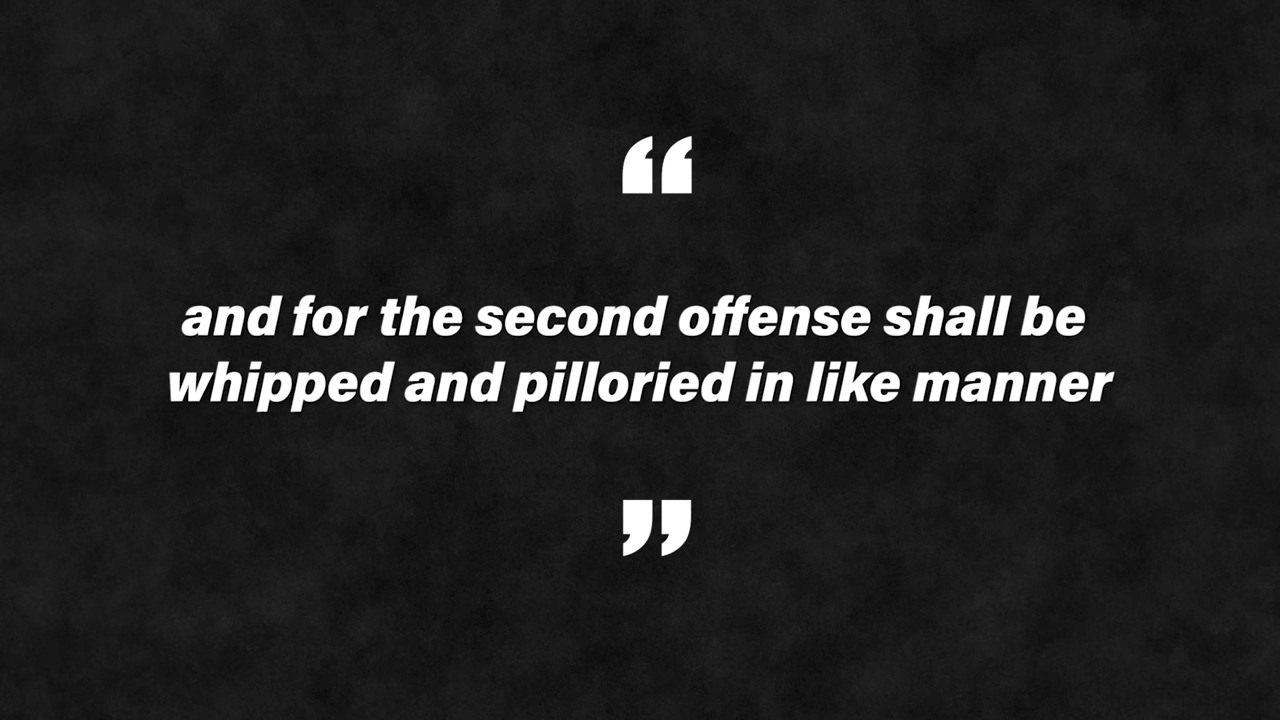 “
and for the second offense shall be
whipped and pilloried in like manner
”